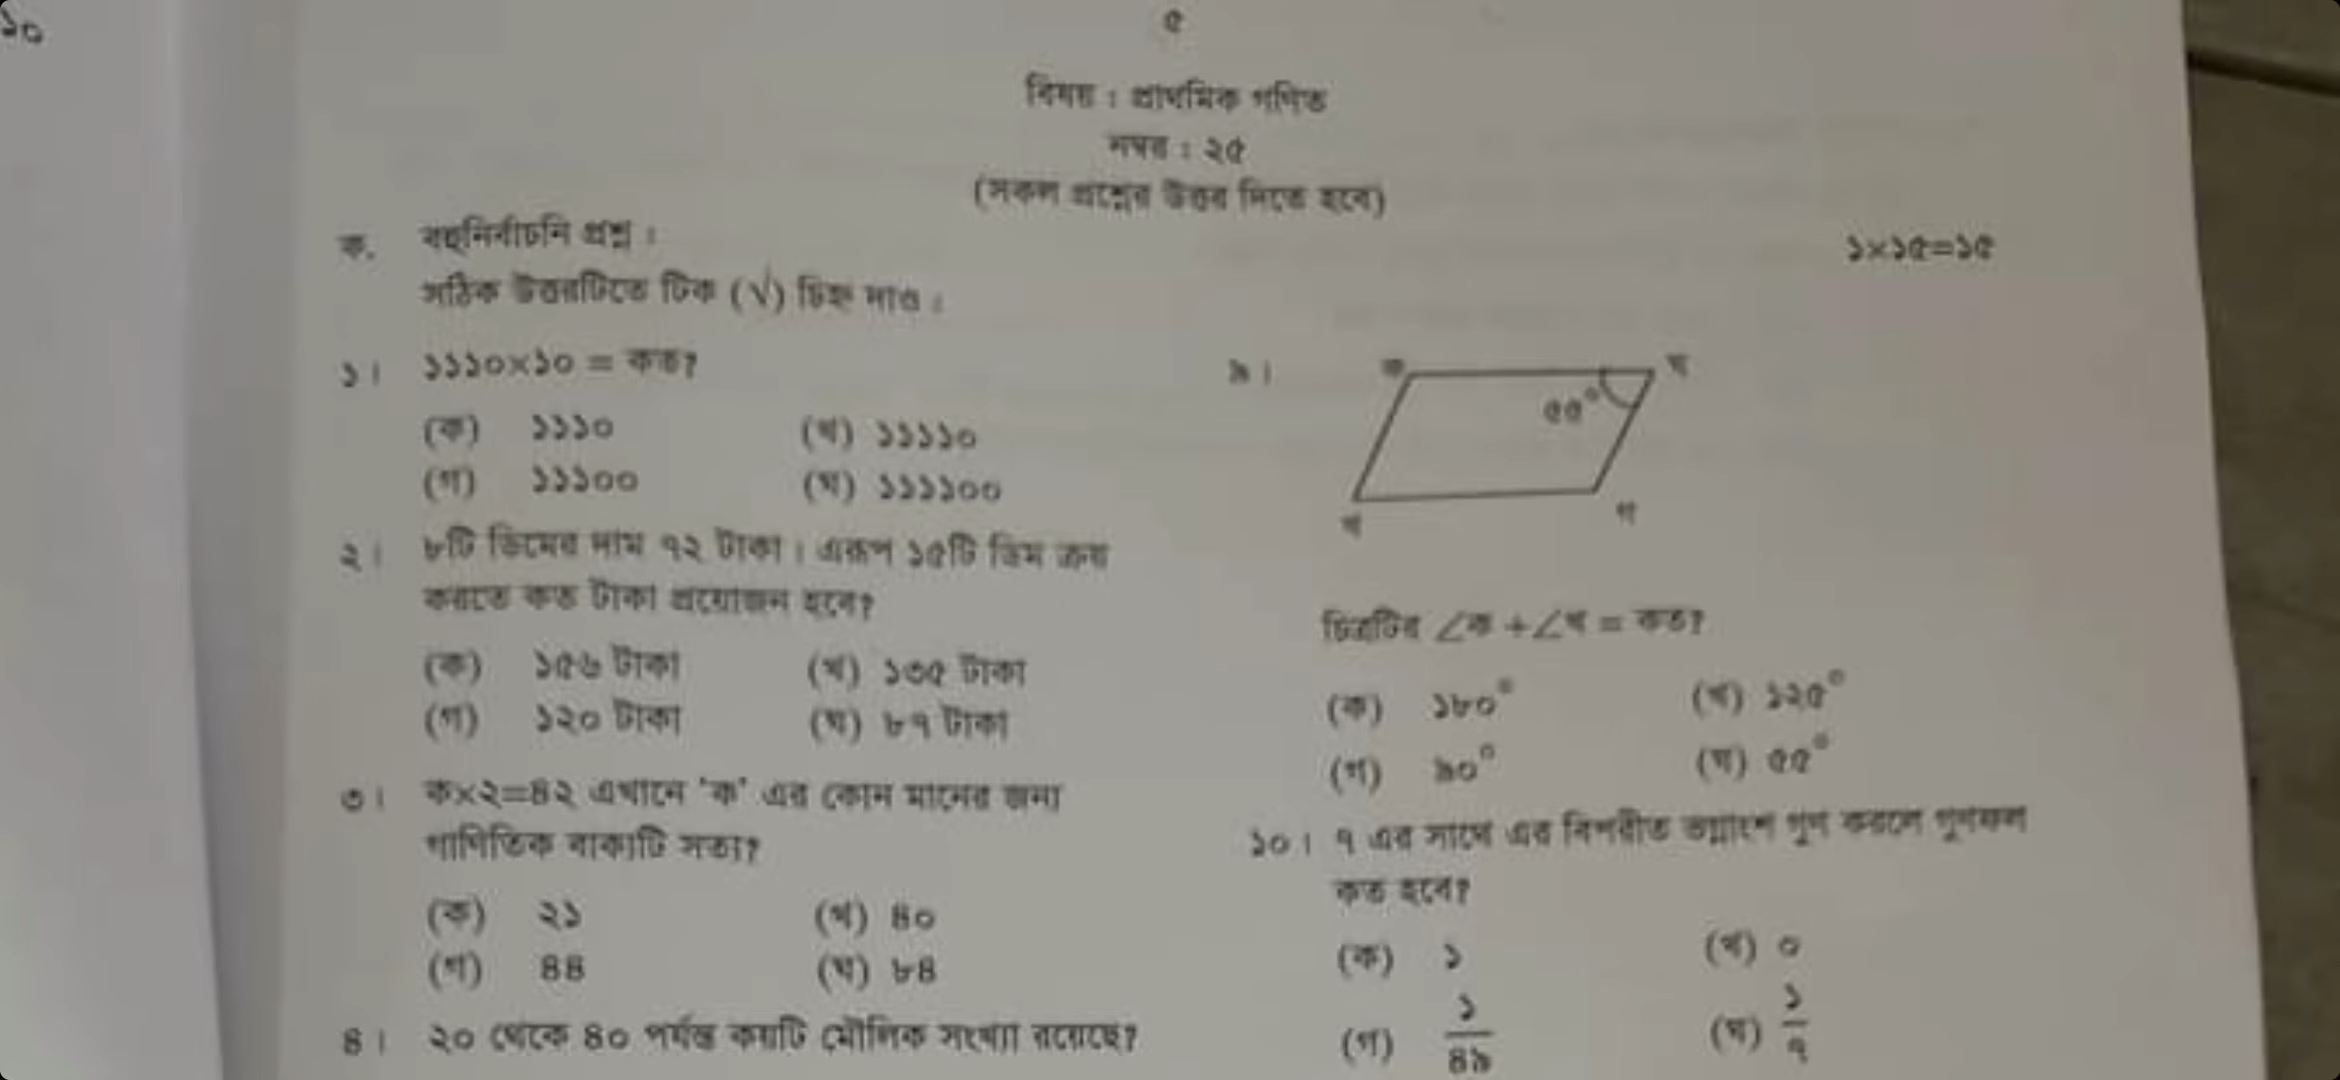 ১০
৫
বিষয় : প্রাথমিক গণিত
নম্বর : ২৫
(সকল প্রশ্নের উত্তর দিতে হবে)
ক. বহুনির্বাচনি প্রশ্ন :
১×১৫=১৫
সঠিক উত্তরটিতে টিক (√) চিহ্ন দাও :
১। ১১১০×১০ = কত?
(ক) ১১১০ (খ) ১১১১০
(গ) ১১১০০ (ঘ) ১১১১০০
২। ৮টি ডিমের দাম ৭২ টাকা। এরূপ ১৫টি ডিম ক্রয়
করতে কত টাকা প্রয়োজন হবে?
(ক) ১৫৬ টাকা (খ) ১৩৫ টাকা
(গ) ১২০ টাকা (ঘ) ৮৭ টাকা
৩। ক×২=৪২ এখানে 'ক' এর কোন মানের জন্য
গাণিতিক বাক্যটি সত্য?
(ক) ২১ (খ) ৪০
(গ) ৪৪ (ঘ) ৮৪
৪। ২০ থেকে ৪০ পর্যন্ত কয়টি মৌলিক সংখ্যা রয়েছে?
৯।
ক ঘ
৫৫°
খ গ
চিত্রটির ∠ক +∠খ = কত?
(ক) ১৮০° (খ) ১২৫°
(গ) ৯০° (ঘ) ৫৫°
১০। ৭ এর সাথে এর বিপরীত ভগ্নাংশ গুণ করলে গুণফল
কত হবে?
(ক) ১ (খ) ০
(গ) ১/৪৯ (ঘ) ১/৭